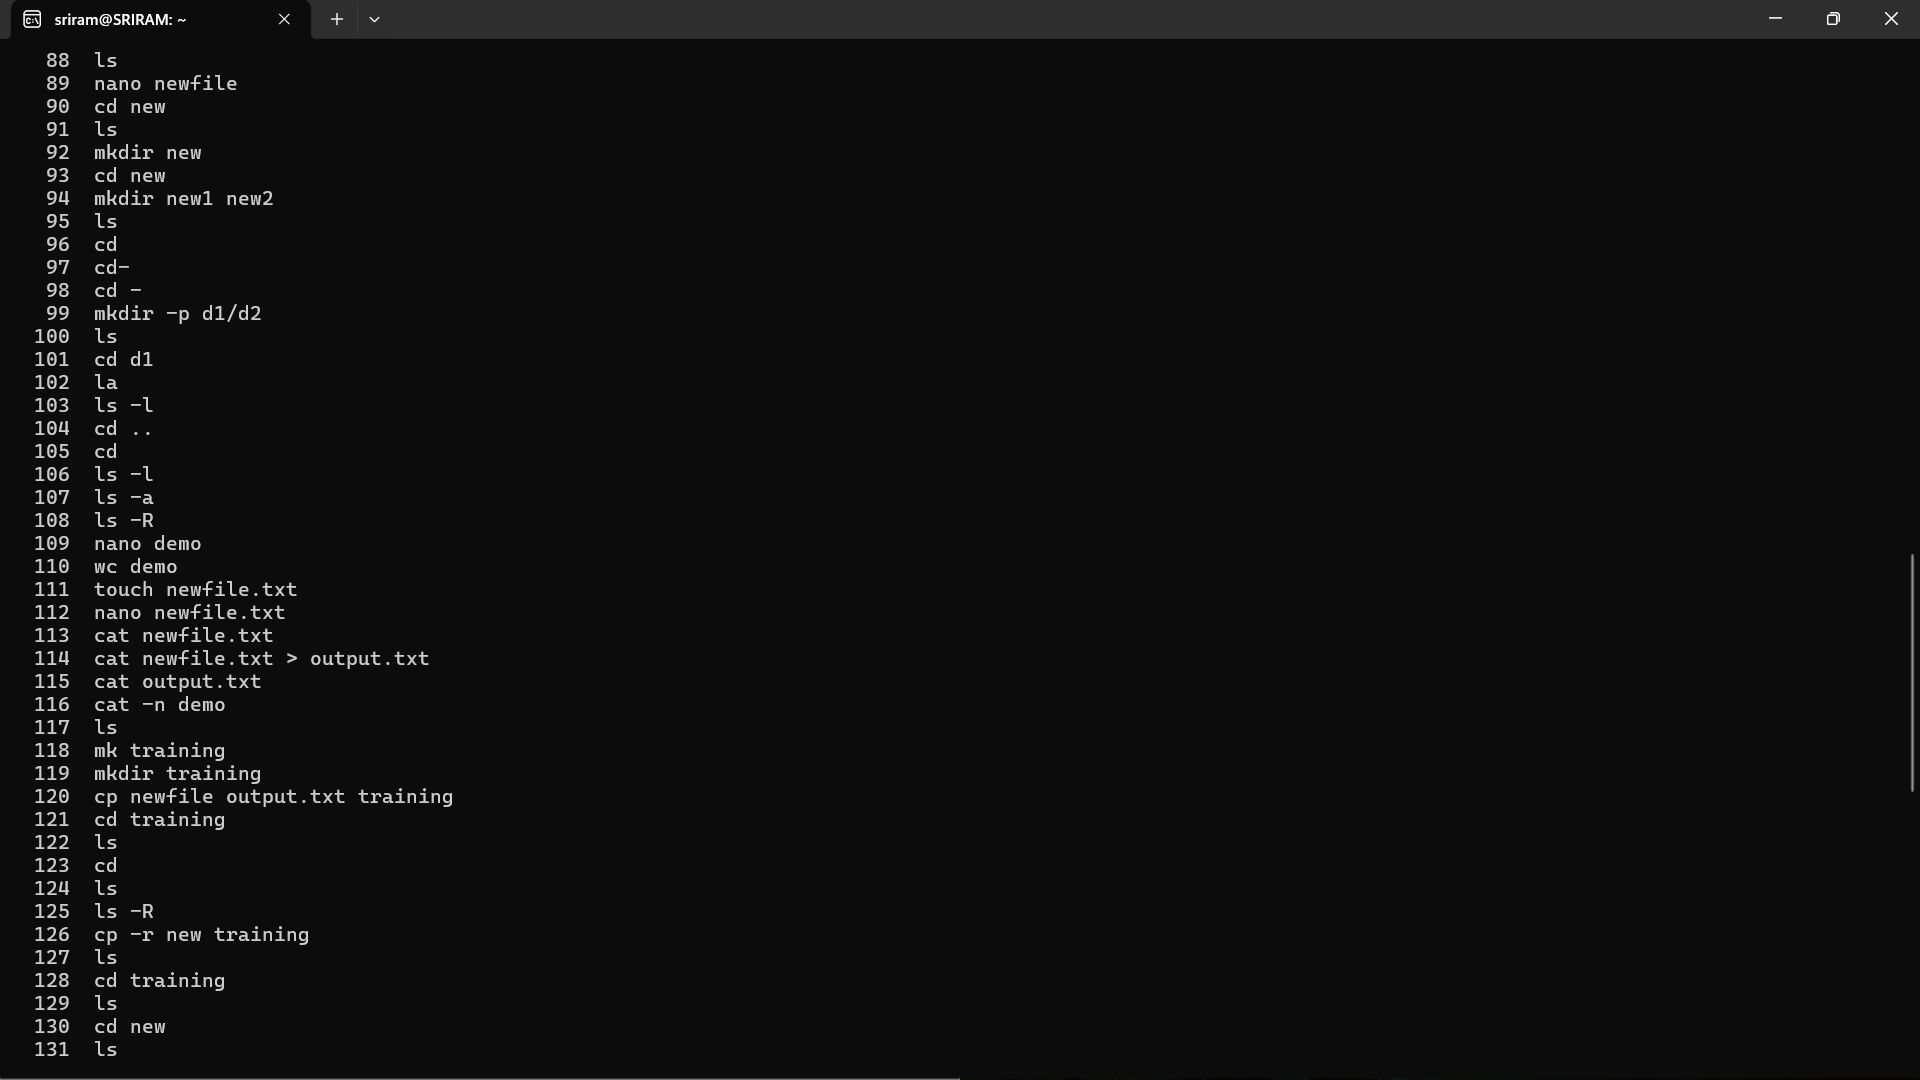 sriram@SRIRAM: ~
88 ls
89 nano newfile
90 cd new
91 ls
92 mkdir new
93 cd new
94 mkdir new1 new2
95 ls
96 cd
97 cd-
98 cd -
99 mkdir -p d1/d2
100 ls
101 cd d1
102 la
103 ls -l
104 cd ..
105 cd
106 ls -l
107 ls -a
108 ls -R
109 nano demo
110 wc demo
111 touch newfile.txt
112 nano newfile.txt
113 cat newfile.txt
114 cat newfile.txt > output.txt
115 cat output.txt
116 cat -n demo
117 ls
118 mk training
119 mkdir training
120 cp newfile output.txt training
121 cd training
122 ls
123 cd
124 ls
125 ls -R
126 cp -r new training
127 ls
128 cd training
129 ls
130 cd new
131 ls